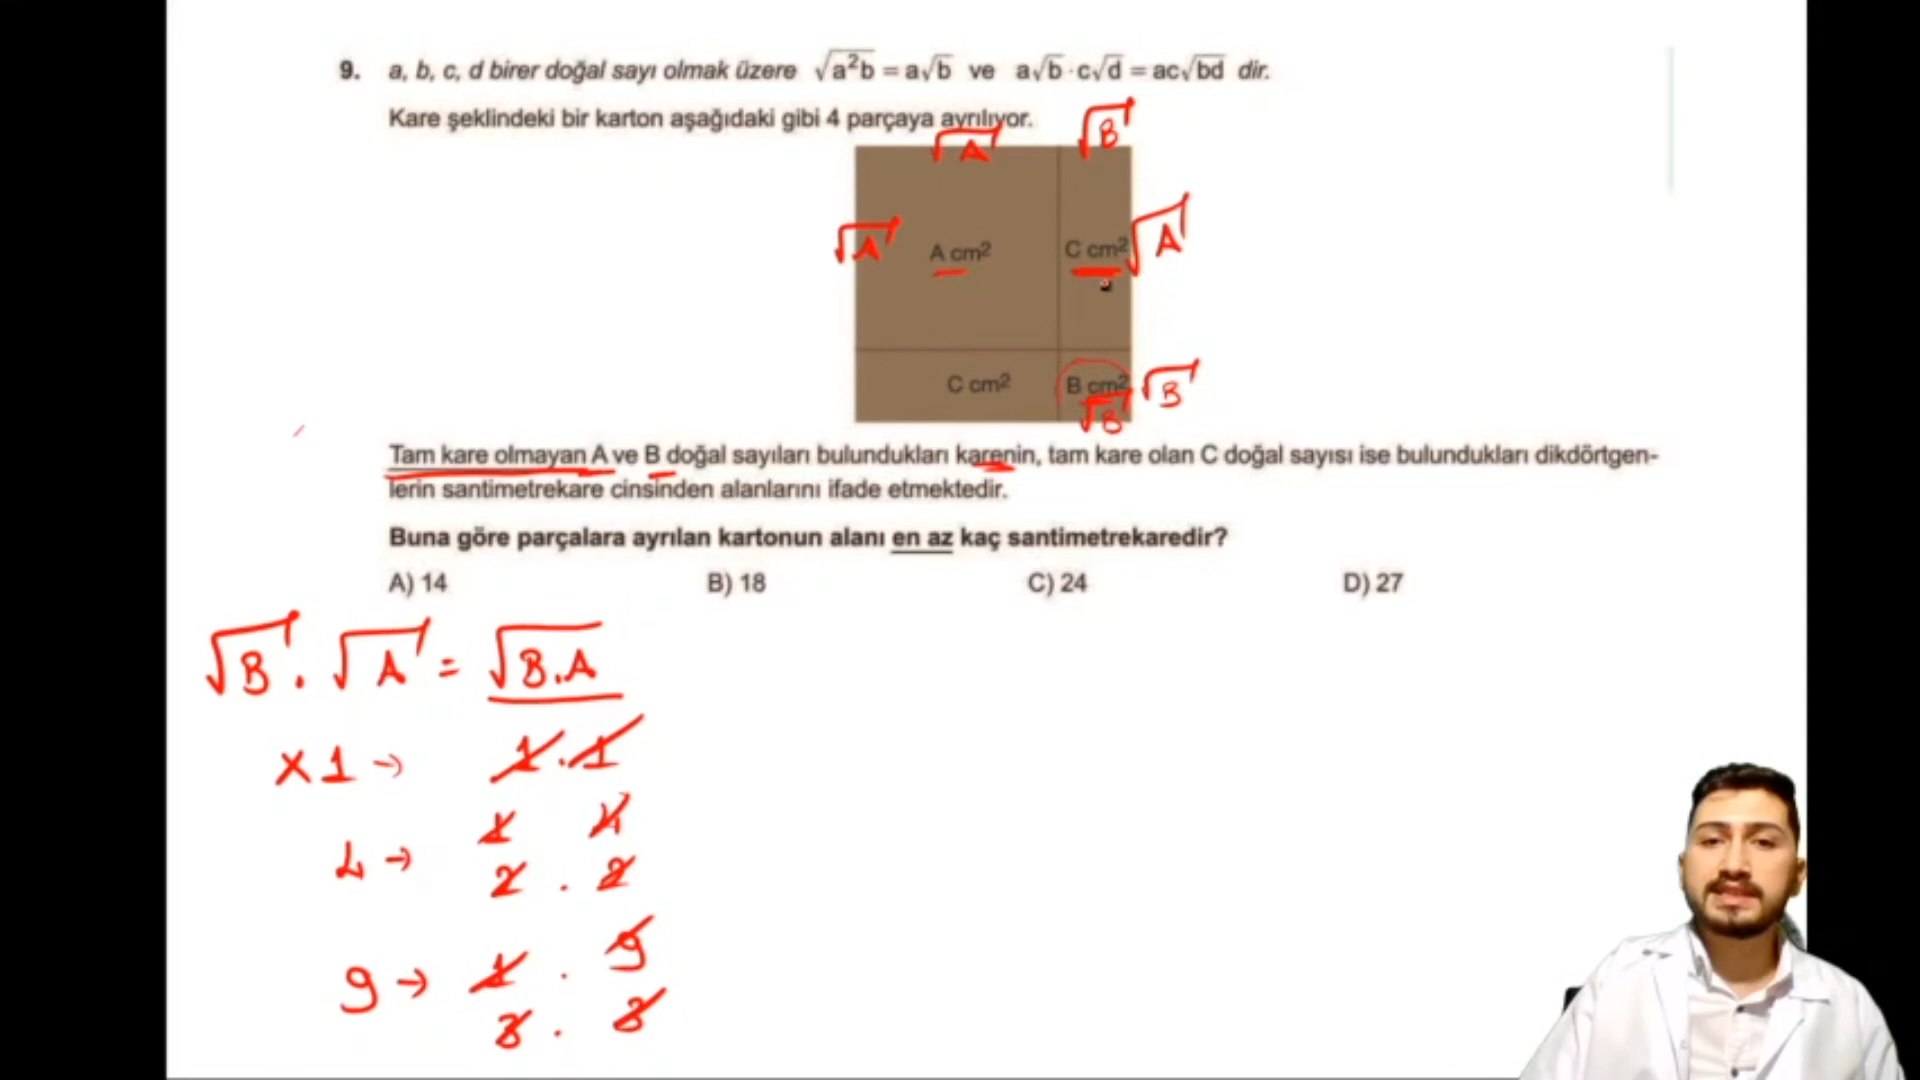 9. a, b, c, d birer doğal sayı olmak üzere √a²b = a√b ve a√b · c√d = ac√bd dir.
Kare şeklindeki bir karton aşağıdaki gibi 4 parçaya ayrılıyor.
√A √B
√A A cm² C cm² √A
C cm² B cm² √B
√B
Tam kare olmayan A ve B doğal sayıları bulundukları karenin, tam kare olan C doğal sayısı ise bulundukları dikdörtgen-
lerin santimetrekare cinsinden alanlarını ifade etmektedir.
Buna göre parçalara ayrılan kartonun alanı en az kaç santimetrekaredir?
A) 14 B) 18 C) 24 D) 27
√B . √A = √B.A
x 1 → 1 . 1
1 4
4 → 2 . 2
9 → 1 . 9
3 . 3